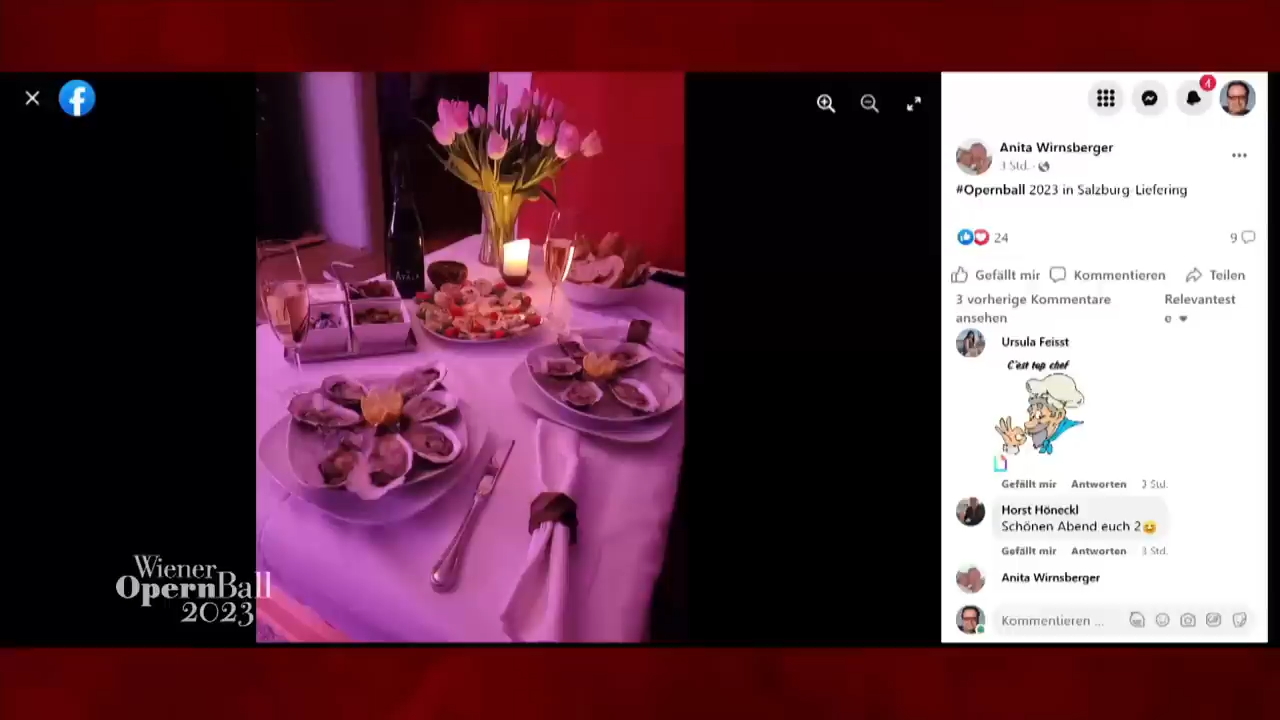 4
Anita Wirnsberger
3 Std.
#Opernball 2023 in Salzburg-Liefering
24
9
Gefällt mir
Kommentieren
Teilen
3 vorherige Kommentare
ansehen
Relevantest
e
Ursula Feisst
C'est top chef
Gefällt mir Antworten 3 Std.
Horst Höneckl
Schönen Abend euch 2
Gefällt mir Antworten 3 Std.
Anita Wirnsberger
Kommentieren ...
AYALA
Wiener
OpernBall
2023